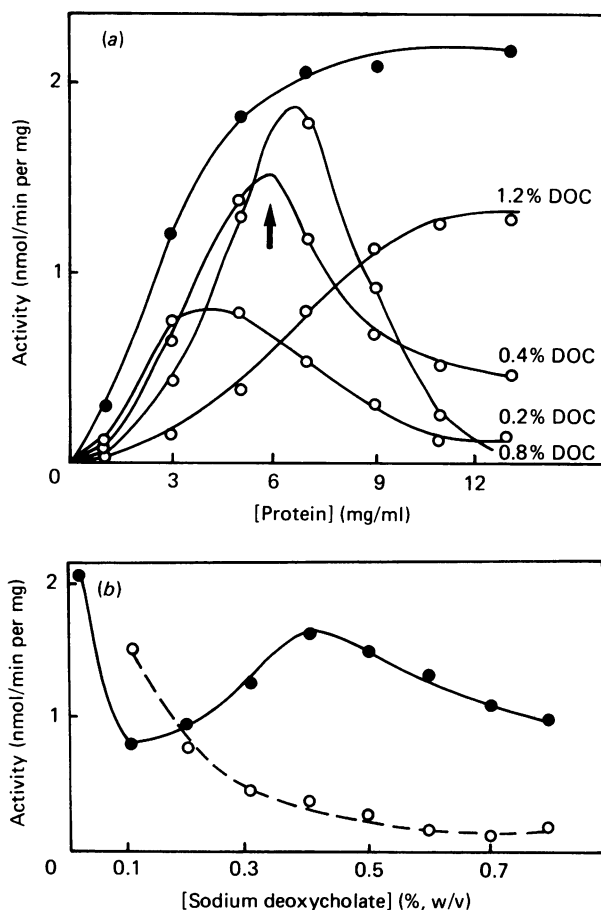 (a)
Activity (nmol/min per mg)
2
1
0
1.2% DOC
0.4% DOC
0.2% DOC
0.8% DOC
3
6
9
12
[Protein] (mg/ml)
(b)
Activity (nmol/min per mg)
2
1
0
0.1
0.3
0.5
0.7
[Sodium deoxycholate] (%, w/v)